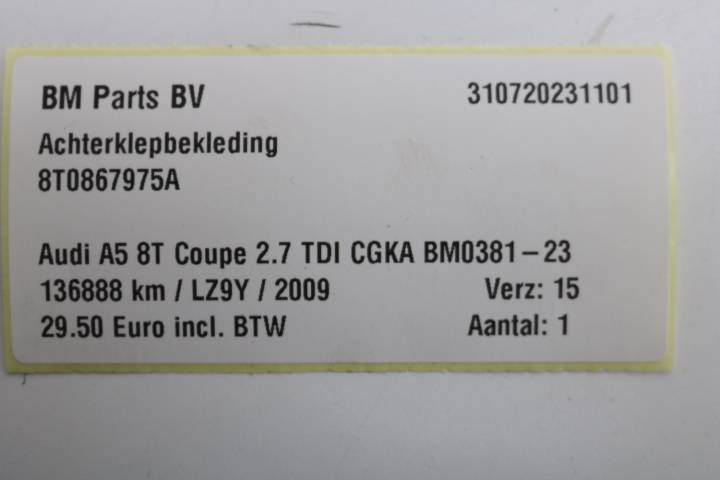 BM Parts BV 310720231101
Achterklepbekleding
8T0867975A
Audi A5 8T Coupe 2.7 TDI CGKA BM0381-23
136888 km / LZ9Y / 2009 Verz: 15
29.50 Euro incl. BTW Aantal: 1